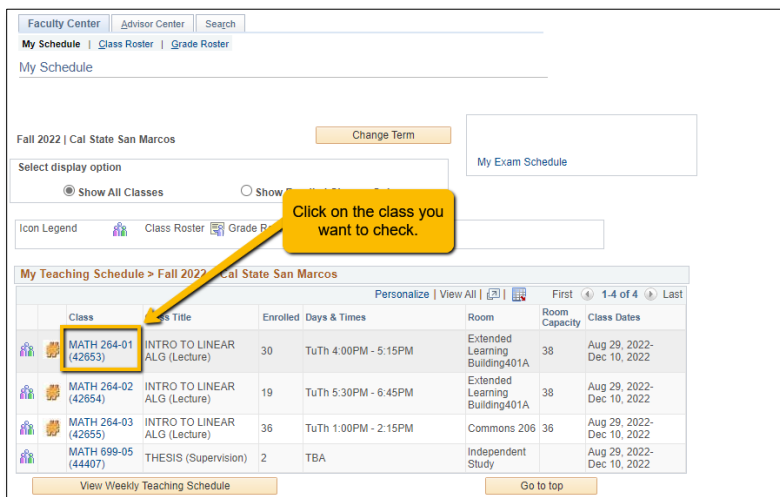 Faculty Center Advisor Center Search
My Schedule | Class Roster | Grade Roster
My Schedule
Fall 2022 | Cal State San Marcos
Change Term
My Exam Schedule
Select display option
Show All Classes Show
Click on the class you
want to check.
Icon Legend Class Roster Grade
My Teaching Schedule > Fall 2022 > Cal State San Marcos
Personalize | View All | First 1-4 of 4 Last
Class Title Enrolled Days & Times Room Room Capacity Class Dates
MATH 264-01 (42653) INTRO TO LINEAR ALG (Lecture) 30 TuTh 4:00PM - 5:15PM Extended Learning Building401A 38 Aug 29, 2022- Dec 10, 2022
MATH 264-02 (42654) INTRO TO LINEAR ALG (Lecture) 19 TuTh 5:30PM - 6:45PM Extended Learning Building401A 38 Aug 29, 2022- Dec 10, 2022
MATH 264-03 (42655) INTRO TO LINEAR ALG (Lecture) 36 TuTh 1:00PM - 2:15PM Commons 206 36 Aug 29, 2022- Dec 10, 2022
MATH 699-05 (44407) THESIS (Supervision) 2 TBA Independent Study Aug 29, 2022- Dec 10, 2022
View Weekly Teaching Schedule Go to top